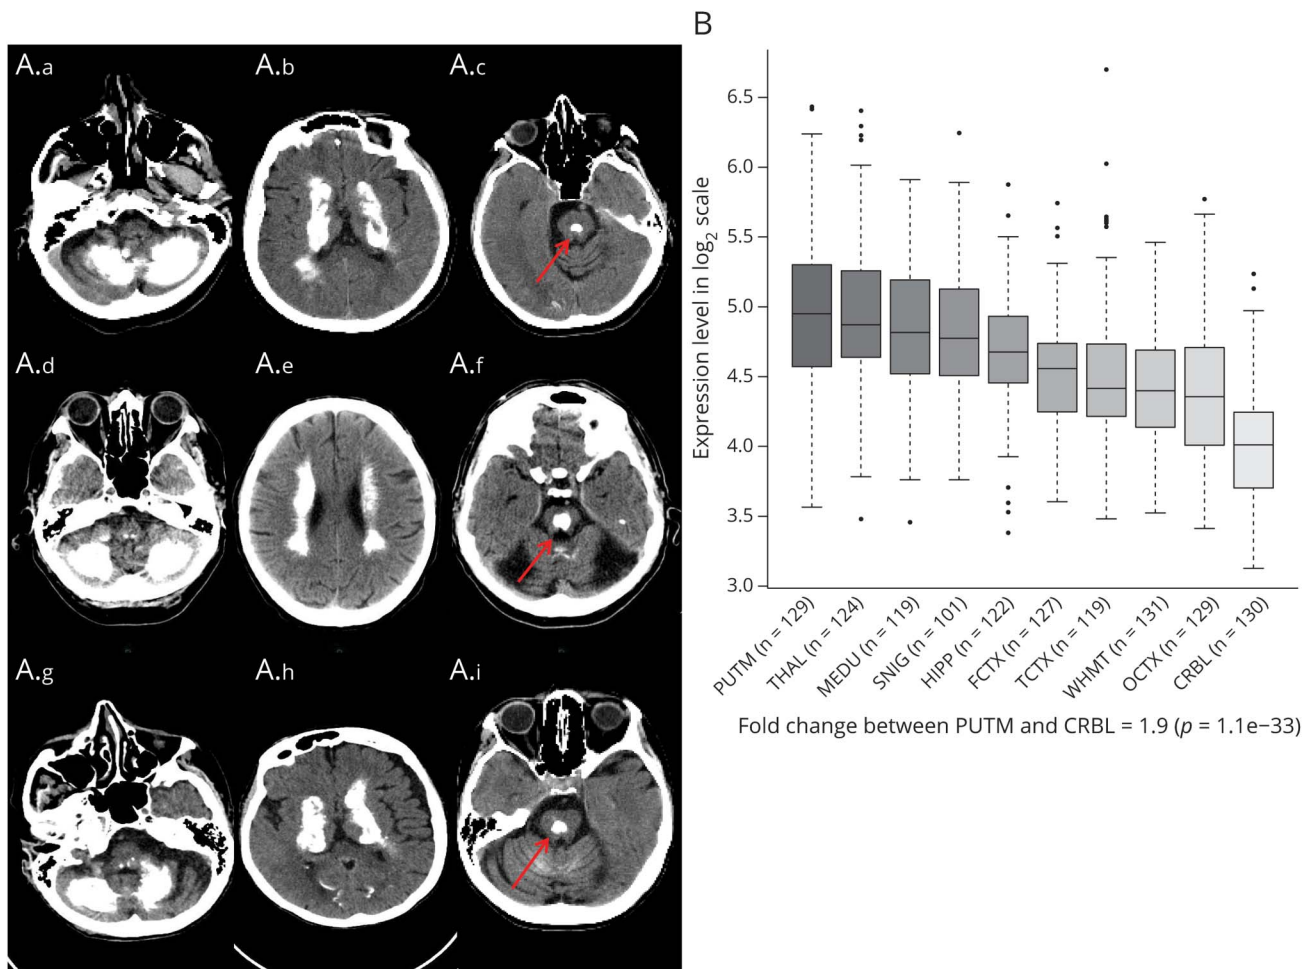 A.a
A.b
A.c
A.d
A.e
A.f
A.g
A.h
A.i
B
Expression level in log2 scale
6.5
6.0
5.5
5.0
4.5
4.0
3.5
3.0
PUTM (n = 129)
THAL (n = 124)
MEDU (n = 119)
SNIG (n = 101)
HIPP (n = 122)
FCTX (n = 127)
TCTX (n = 119)
WHMT (n = 131)
OCTX (n = 129)
CRBL (n = 130)
Fold change between PUTM and CRBL = 1.9 (p = 1.1e−33)